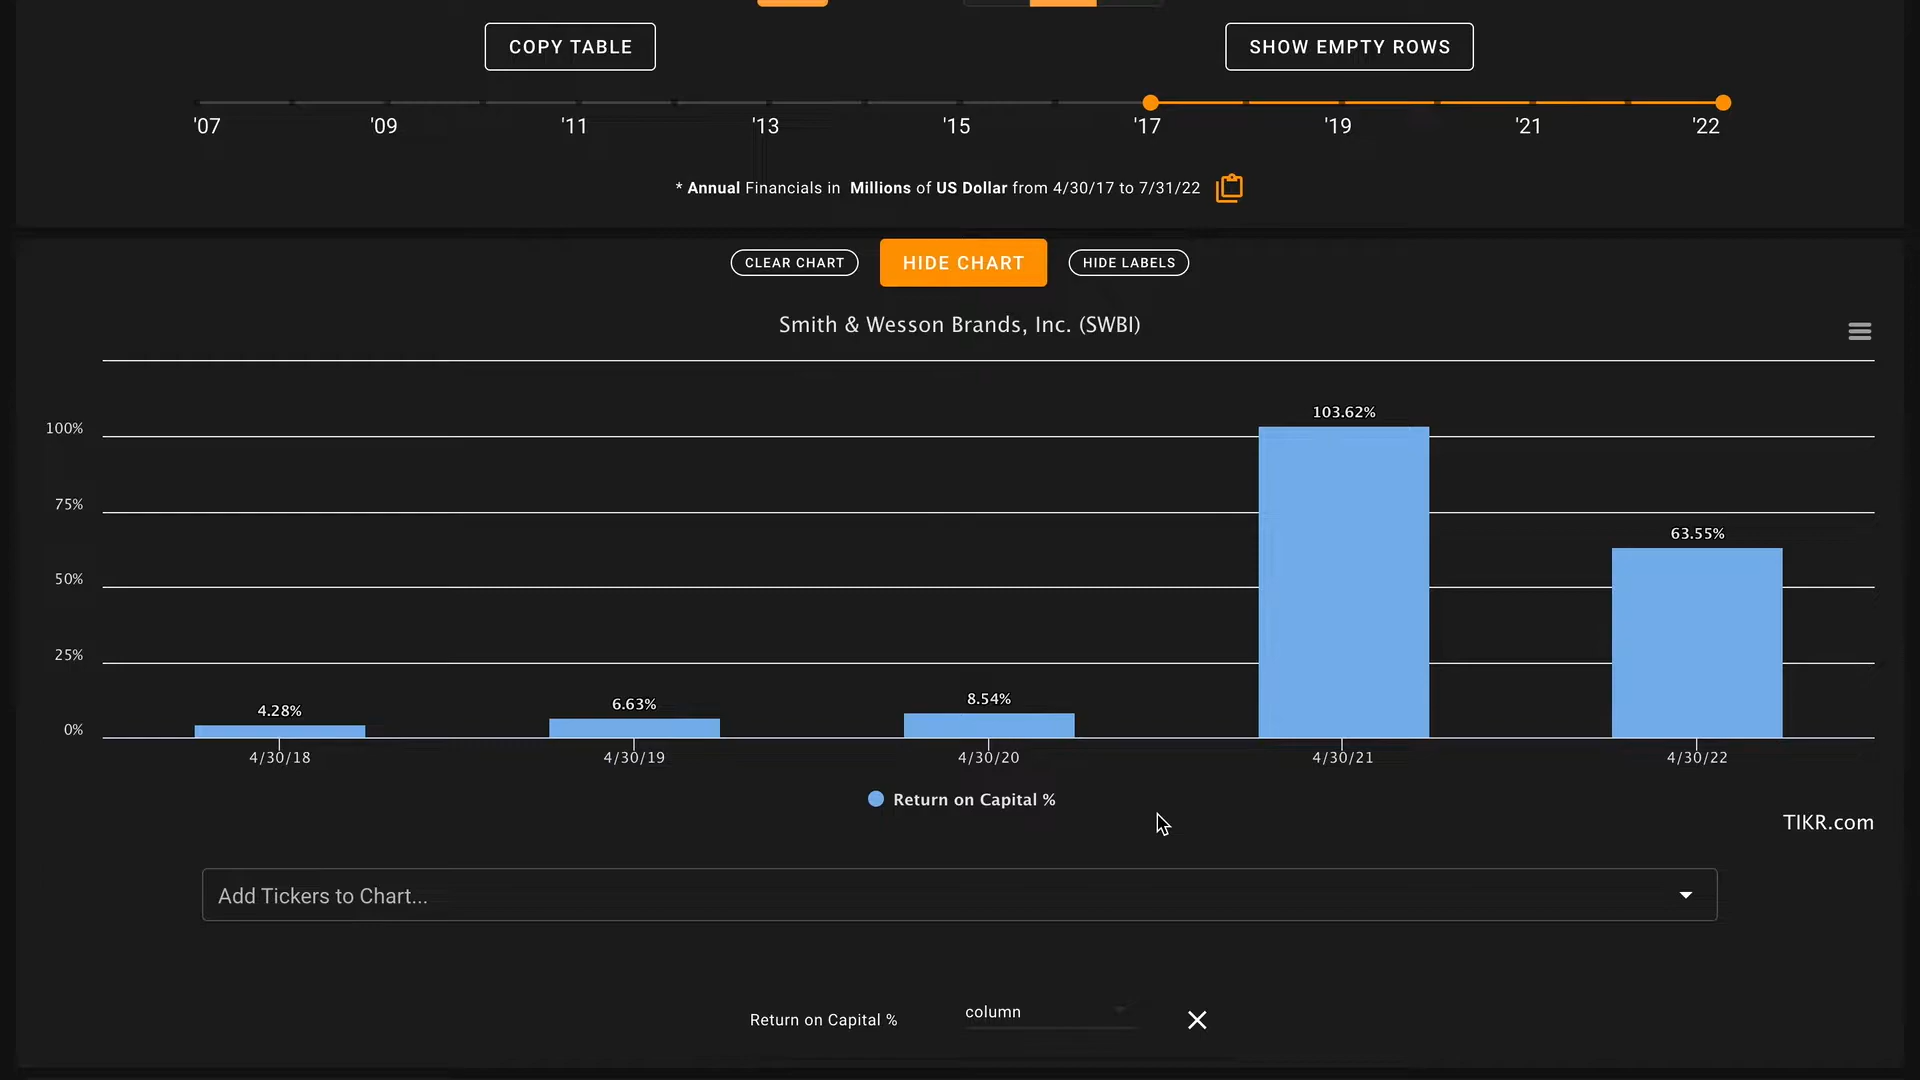 COPY TABLE
SHOW EMPTY ROWS
'07 '09 '11 '13 '15 '17 '19 '21 '22
* Annual Financials in Millions of US Dollar from 4/30/17 to 7/31/22
CLEAR CHART
HIDE CHART
HIDE LABELS
Smith & Wesson Brands, Inc. (SWBI)
100%
75%
50%
25%
0%
4.28%
6.63%
8.54%
103.62%
63.55%
4/30/18 4/30/19 4/30/20 4/30/21 4/30/22
Return on Capital %
TIKR.com
Add Tickers to Chart...
Return on Capital % column